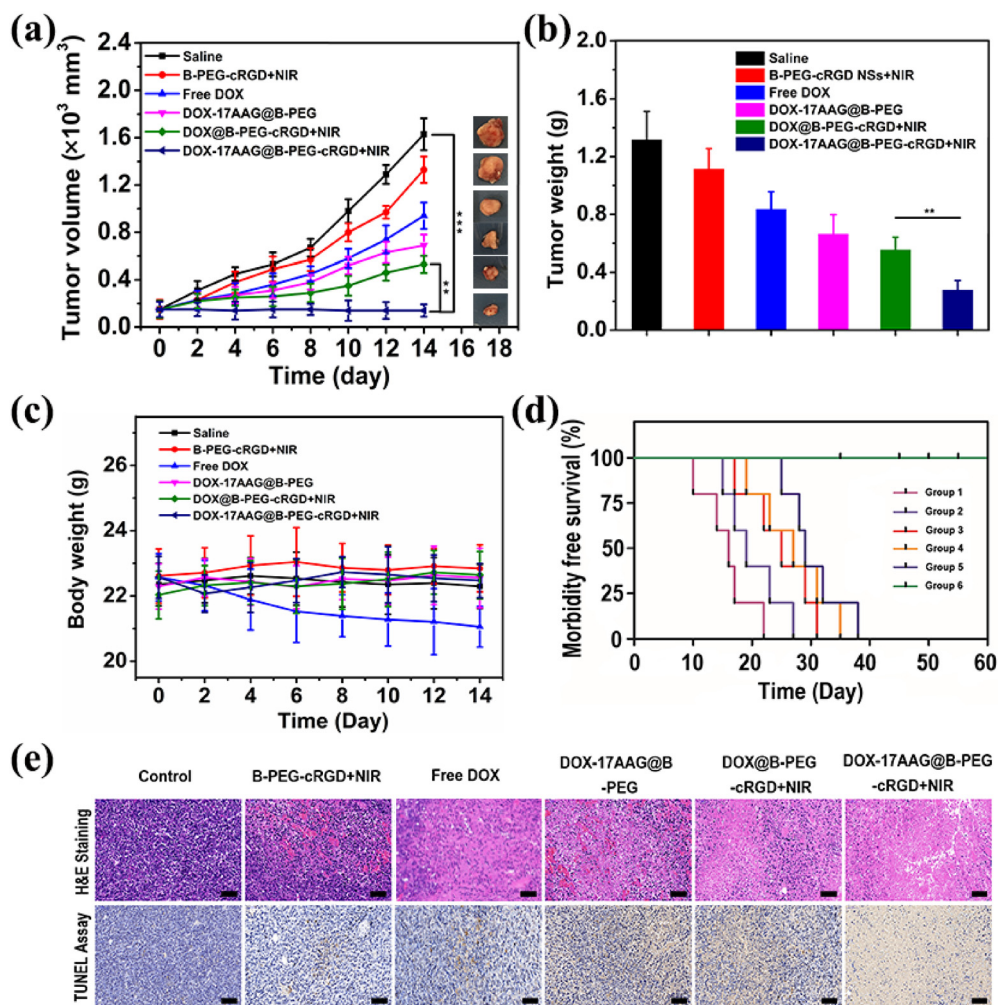 (a)
Tumor volume (×10³ mm³)
2.4
2.0
1.6
1.2
0.8
0.4
0.0
Saline
B-PEG-cRGD+NIR
Free DOX
DOX-17AAG@B-PEG
DOX@B-PEG-cRGD+NIR
DOX-17AAG@B-PEG-cRGD+NIR
***
**
0 2 4 6 8 10 12 14 16 18
Time (day)
(b)
Tumor weight (g)
2.0
1.6
1.2
0.8
0.4
0.0
Saline
B-PEG-cRGD NSs+NIR
Free DOX
DOX-17AAG@B-PEG
DOX@B-PEG-cRGD+NIR
DOX-17AAG@B-PEG-cRGD+NIR
**
(c)
Body weight (g)
26
24
22
20
Saline
B-PEG-cRGD+NIR
Free DOX
DOX-17AAG@B-PEG
DOX@B-PEG-cRGD+NIR
DOX-17AAG@B-PEG-cRGD+NIR
0 2 4 6 8 10 12 14
Time (Day)
(d)
Morbidity free survival (%)
100
75
50
25
0
Group 1
Group 2
Group 3
Group 4
Group 5
Group 6
0 10 20 30 40 50 60
Time (Day)
(e)
Control
B-PEG-cRGD+NIR
Free DOX
DOX-17AAG@B
-PEG
DOX@B-PEG
-cRGD+NIR
DOX-17AAG@B-PEG
-cRGD+NIR
H&E Staining
TUNEL Assay